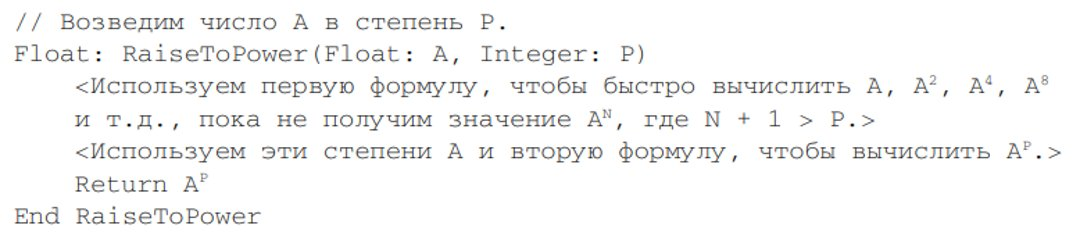 // Возведим число A в степень P.
Float: RaiseToPower(Float: A, Integer: P)
<Используем первую формулу, чтобы быстро вычислить A, A², A⁴, A⁸
и т.д., пока не получим значение Aᴺ, где N + 1 > P.>
<Используем эти степени A и вторую формулу, чтобы вычислить Aᴾ.>
Return Aᴾ
End RaiseToPower